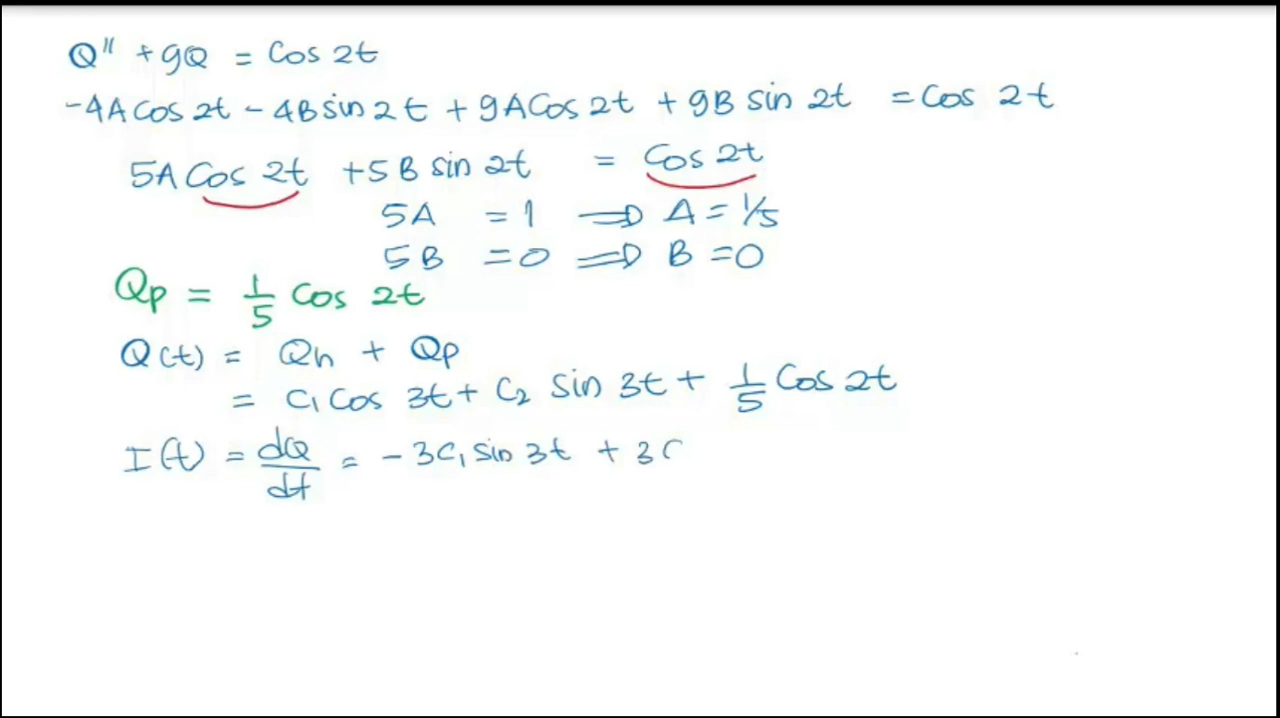 Q'' + 9Q = Cos 2t
-4A Cos 2t - 4B sin 2t + 9A Cos 2t + 9B sin 2t = Cos 2t
5A Cos 2t + 5B sin 2t = Cos 2t
5A = 1 ⟹ A = 1/5
5B = 0 ⟹ B = 0
Qp = 1/5 Cos 2t
Q(t) = Qh + Qp
= C₁ Cos 3t + C₂ Sin 3t + 1/5 Cos 2t
I(t) = dQ/dt = -3C₁ sin 3t + 3C